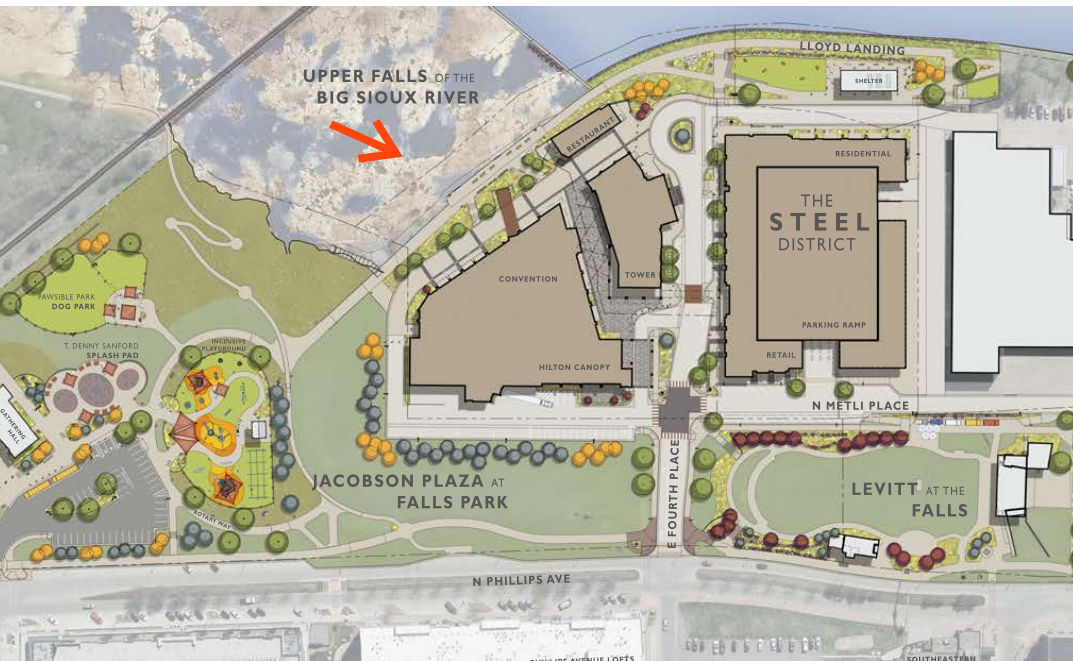 LLOYD LANDING
UPPER FALLS OF THE
BIG SIOUX RIVER
SHELTER
RESTAURANT
RESIDENTIAL
THE
STEEL
DISTRICT
TOWER
CONVENTION
PAWSIBLE PARK
DOG PARK
PARKING RAMP
T. DENNY SANFORD
SPLASH PAD
INCLUSIVE
PLAYGROUND
RETAIL
HILTON CANOPY
N METLI PLACE
GATHERING
HALL
JACOBSON PLAZA AT
FALLS PARK
E FOURTH PLACE
LEVITT AT THE
FALLS
ROTARY WAY
N PHILLIPS AVE
PHILLIPS AVENUE LOFTS
SOUTHEASTERN